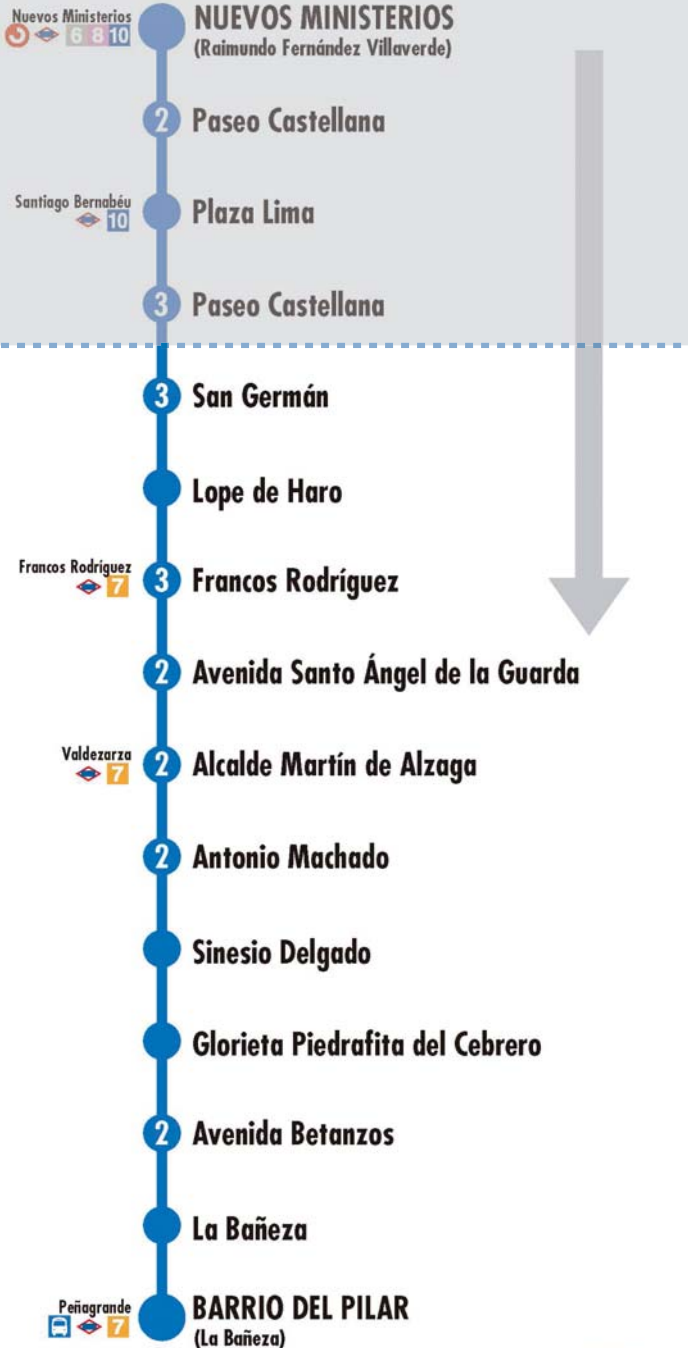 Nuevos Ministerios
6 8 10
NUEVOS MINISTERIOS
(Raimundo Fernández Villaverde)
2 Paseo Castellana
Santiago Bernabéu
10
Plaza Lima
3 Paseo Castellana
3 San Germán
Lope de Haro
Francos Rodríguez
7
3 Francos Rodríguez
2 Avenida Santo Ángel de la Guarda
Valdezarza
7
2 Alcalde Martín de Alzaga
2 Antonio Machado
Sinesio Delgado
Glorieta Piedrafita del Cebrero
2 Avenida Betanzos
La Bañeza
Peñagrande
7
BARRIO DEL PILAR
(La Bañeza)